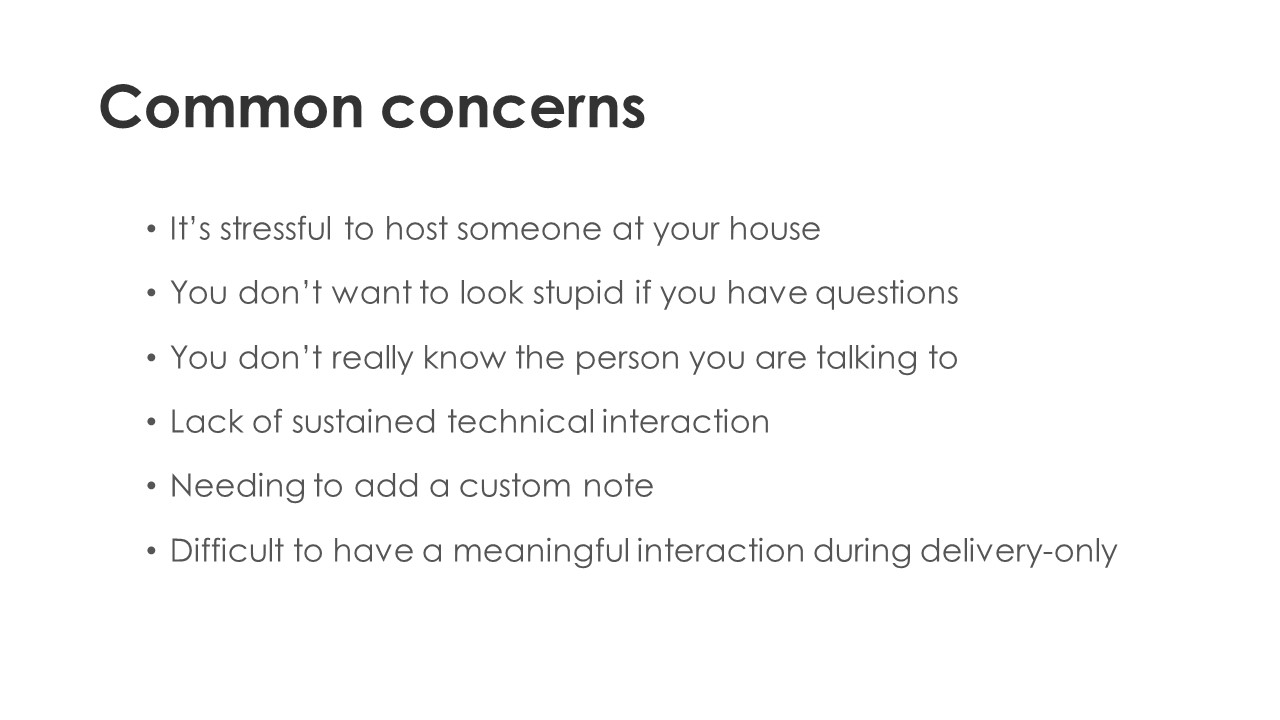 Common concerns
• It’s stressful to host someone at your house
• You don’t want to look stupid if you have questions
• You don’t really know the person you are talking to
• Lack of sustained technical interaction
• Needing to add a custom note
• Difficult to have a meaningful interaction during delivery-only